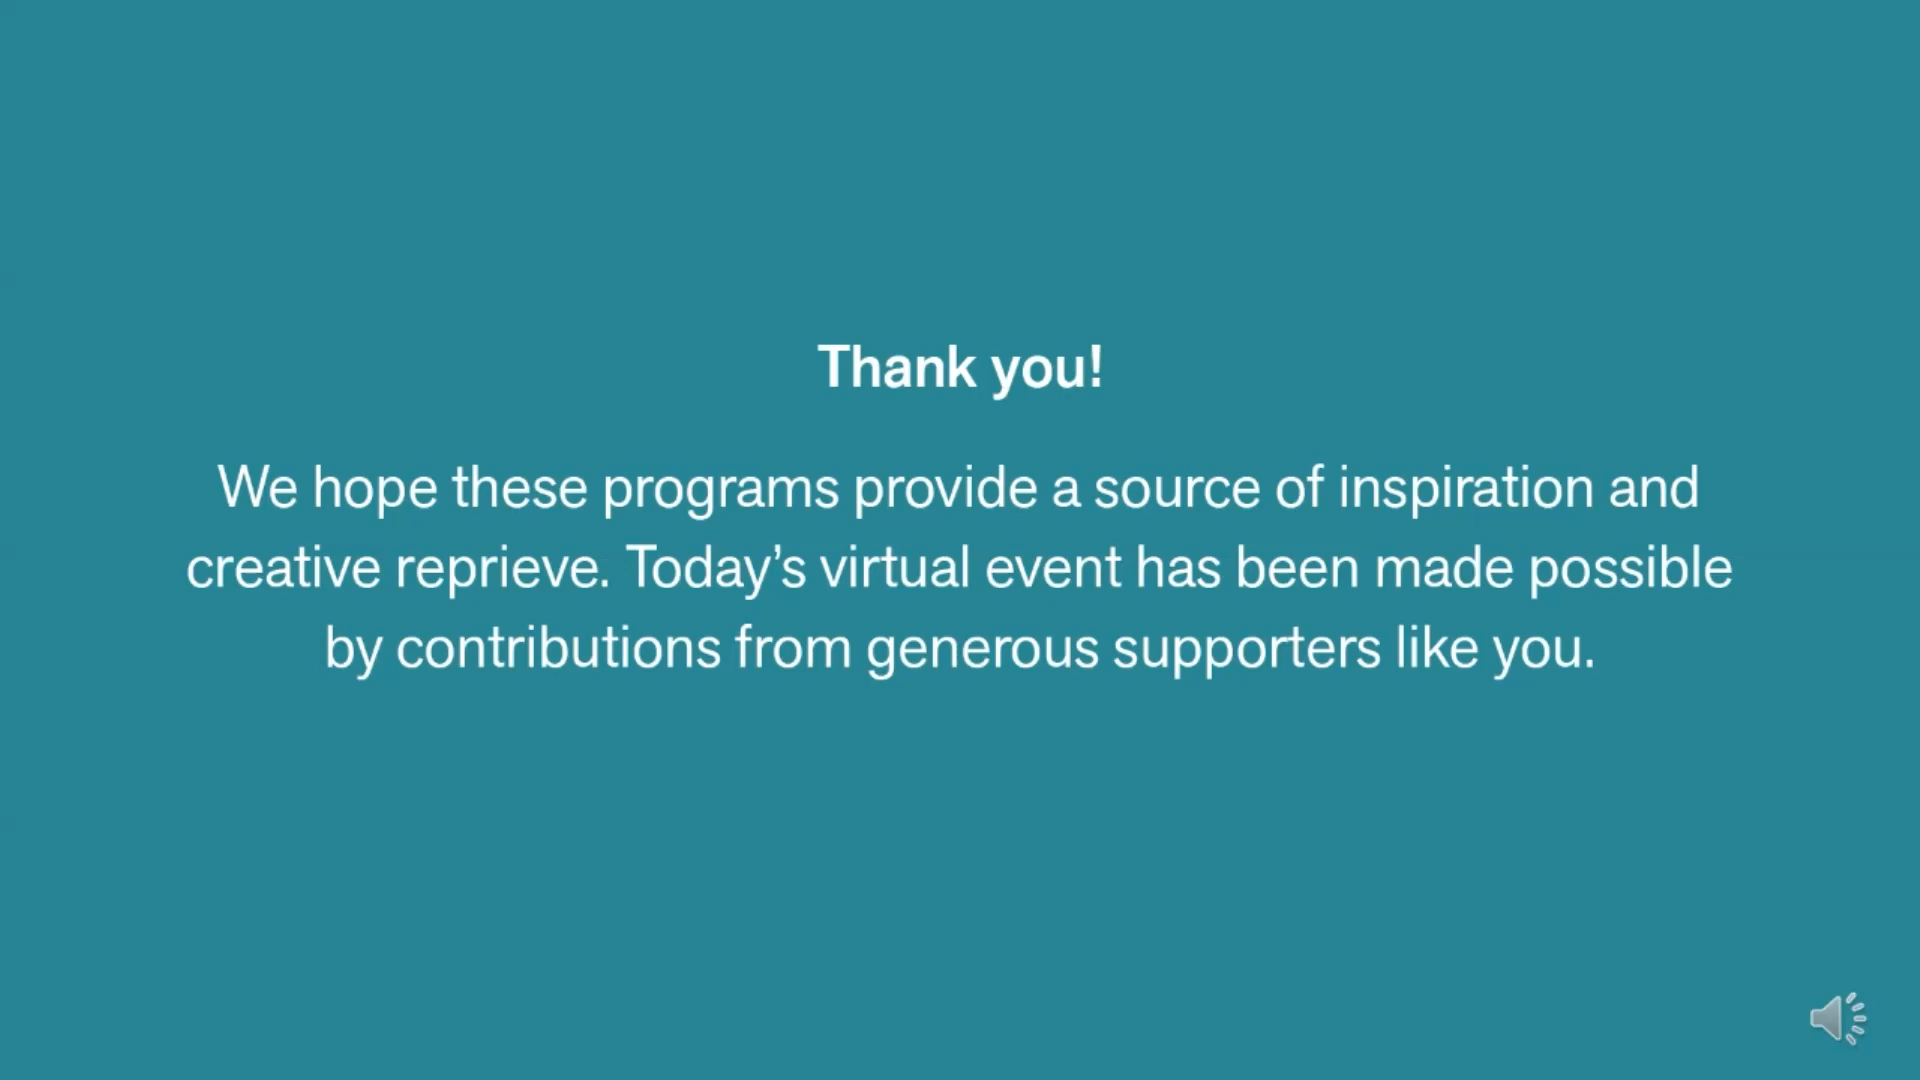 Thank you!
We hope these programs provide a source of inspiration and
creative reprieve. Today’s virtual event has been made possible
by contributions from generous supporters like you.